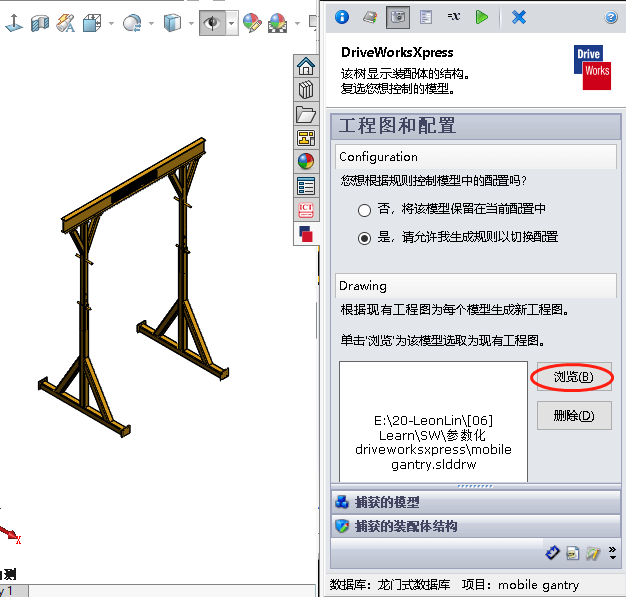 =x
DriveWorksXpress
该树显示装配体的结构。
复选您想控制的模型。
Drive
Works
工程图和配置
Configuration
您想根据规则控制模型中的配置吗?
否，将该模型保留在当前配置中
是，请允许我生成规则以切换配置
Drawing
根据现有工程图为每个模型生成新工程图。
单击'浏览'为该模型选取为现有工程图。
浏览(B)
E:\20-LeonLin\[06]
Learn\SW\参数化
driveworksxpress\mobile
gantry.slddrw
删除(D)
捕获的模型
捕获的装配体结构
数据库：龙门式数据库 项目：mobile gantry
ICT
X
测
y 1